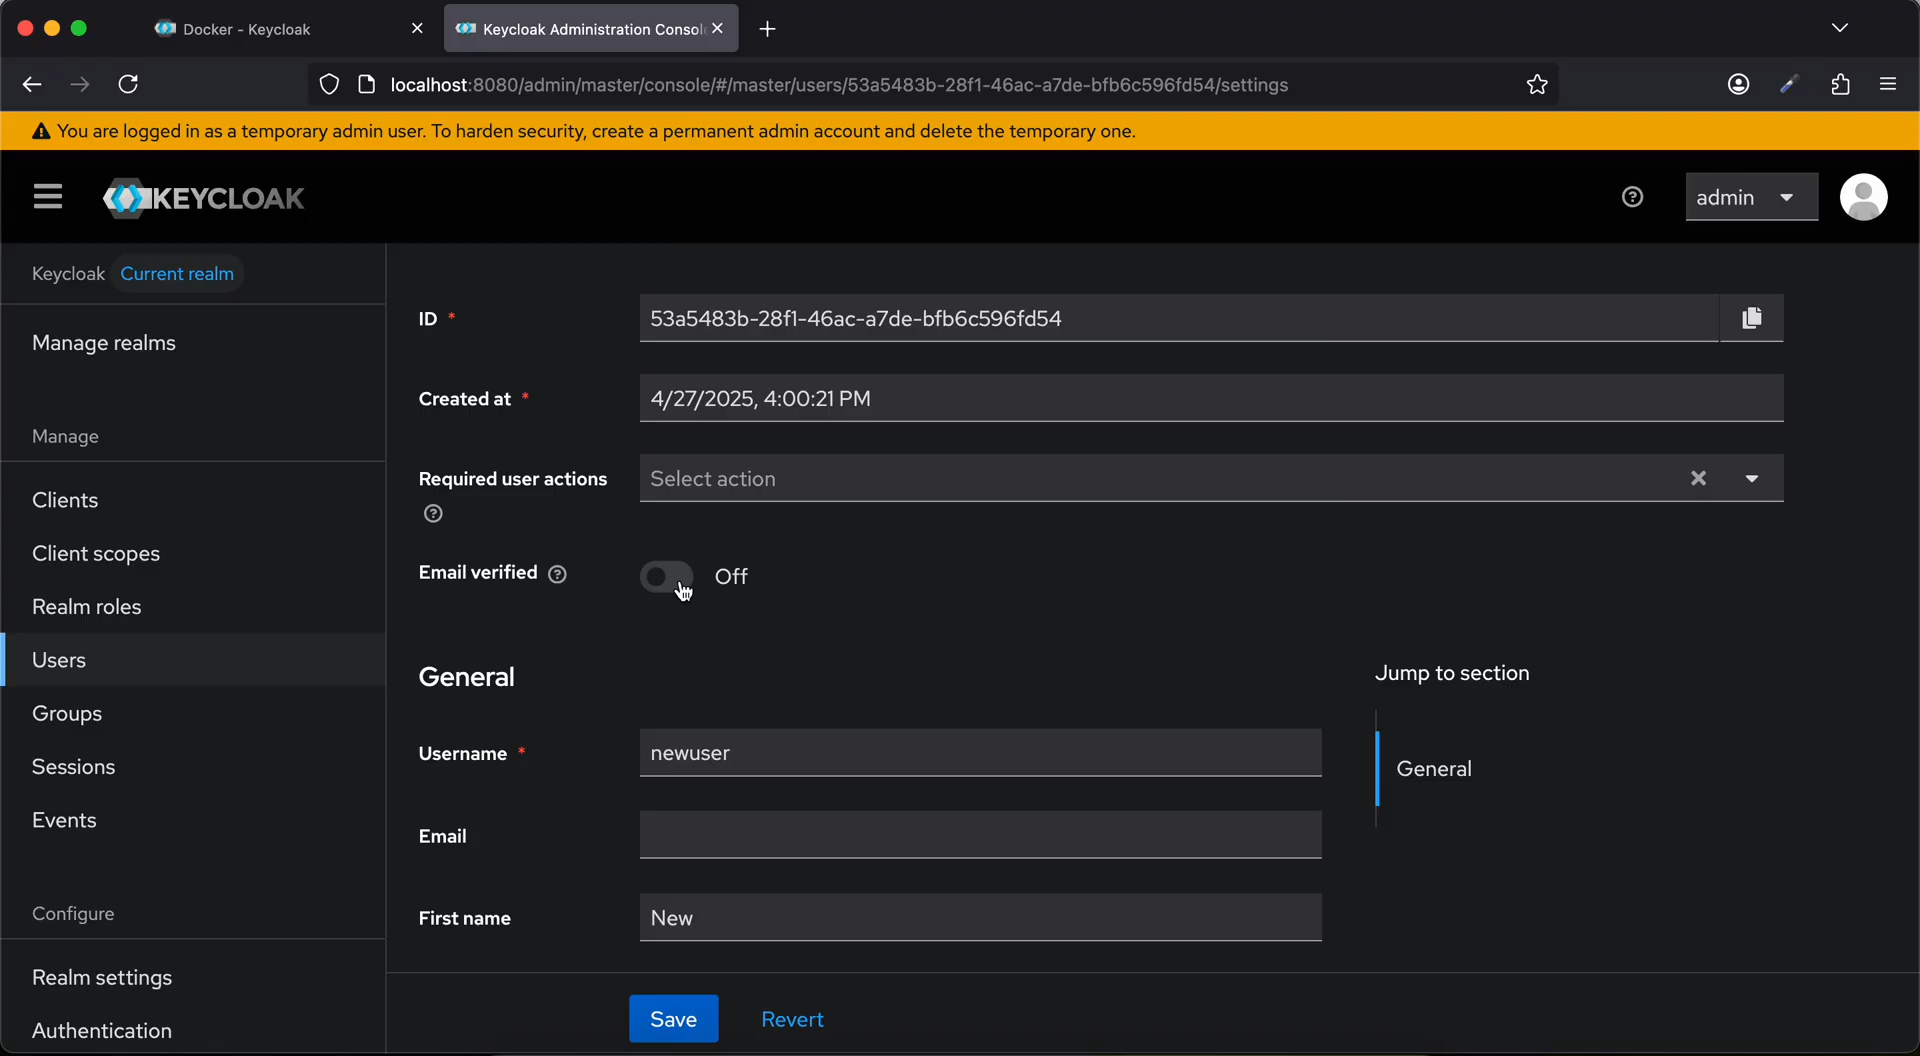 Docker - Keycloak
Keycloak Administration Consol
localhost:8080/admin/master/console/#/master/users/53a5483b-28f1-46ac-a7de-bfb6c596fd54/settings
You are logged in as a temporary admin user. To harden security, create a permanent admin account and delete the temporary one.
KEYCLOAK
admin
Keycloak Current realm
Manage realms
Manage
Clients
Client scopes
Realm roles
Users
Groups
Sessions
Events
Configure
Realm settings
Authentication
ID *
53a5483b-28f1-46ac-a7de-bfb6c596fd54
Created at *
4/27/2025, 4:00:21 PM
Required user actions
Select action
Email verified
Off
General
Username *
newuser
Email
First name
New
Jump to section
General
Save
Revert